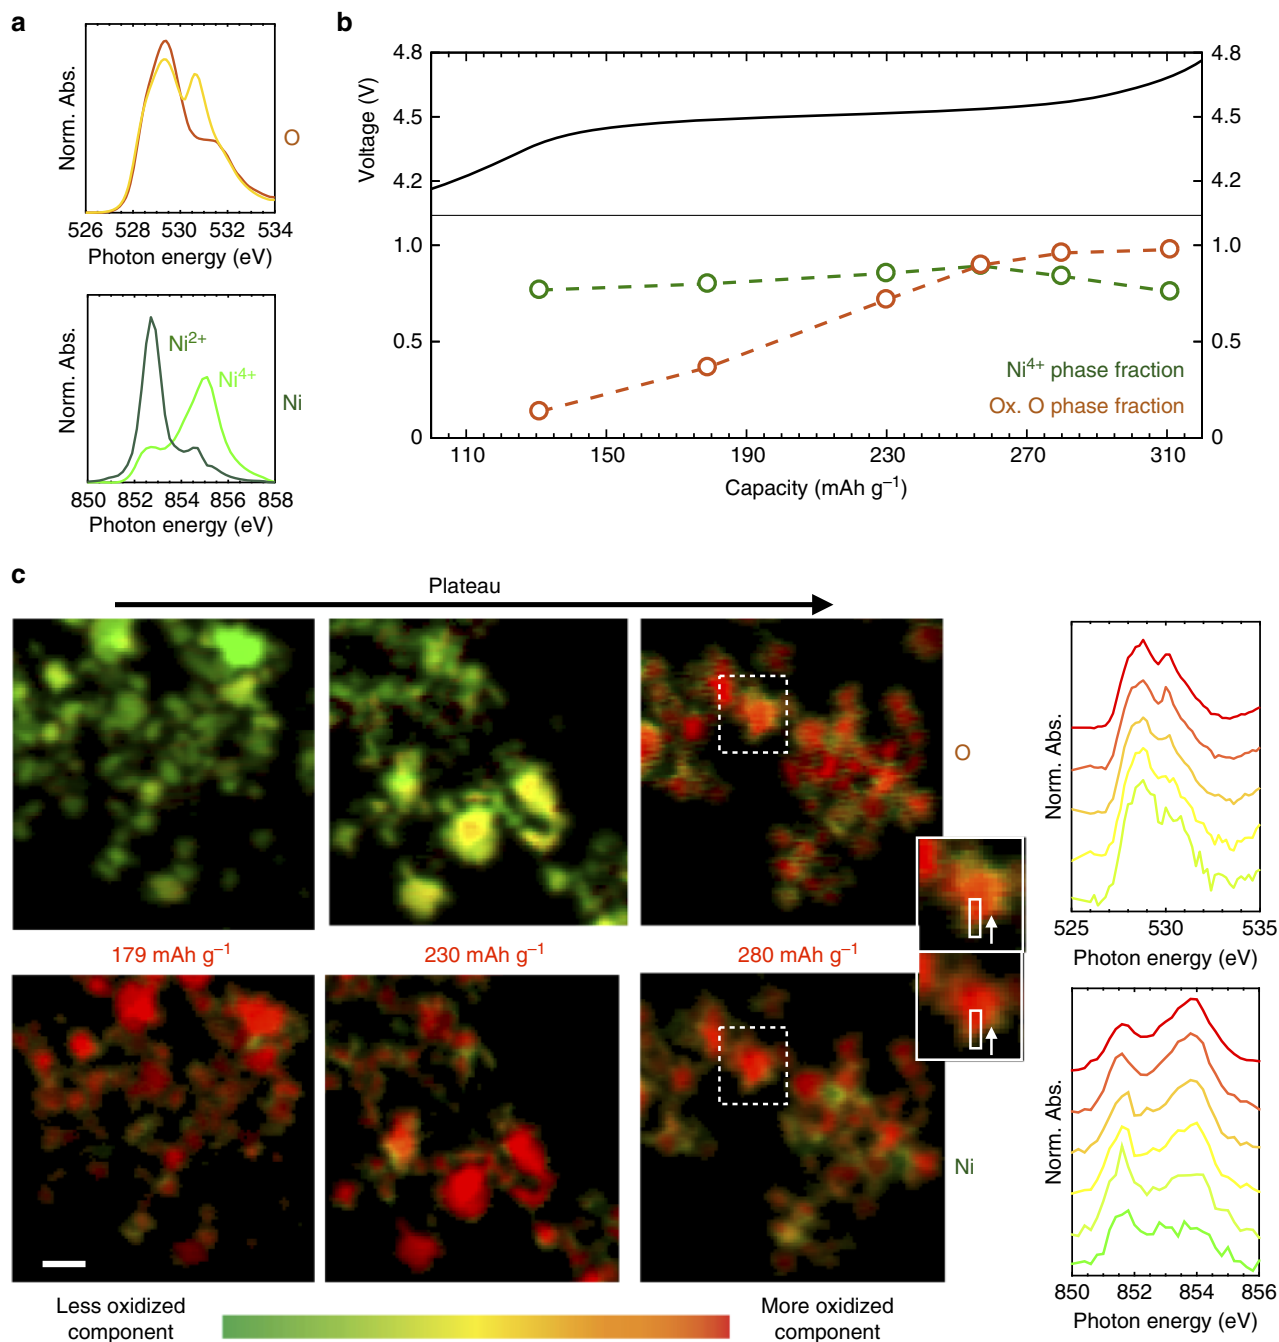 a
Norm. Abs.
O
526 528 530 532 534
Photon energy (eV)
Norm. Abs.
Ni2+
Ni4+
Ni
850 852 854 856 858
Photon energy (eV)
b
Voltage (V)
4.8
4.5
4.2
4.8
4.5
4.2
1.0
0.5
0
1.0
0.5
0
Ni4+ phase fraction
Ox. O phase fraction
110 150 190 230 270 310
Capacity (mAh g–1)
c
Plateau
O
179 mAh g–1
230 mAh g–1
280 mAh g–1
Ni
Norm. Abs.
525 530 535
Photon energy (eV)
Norm. Abs.
850 852 854 856
Photon energy (eV)
Less oxidized
component
More oxidized
component